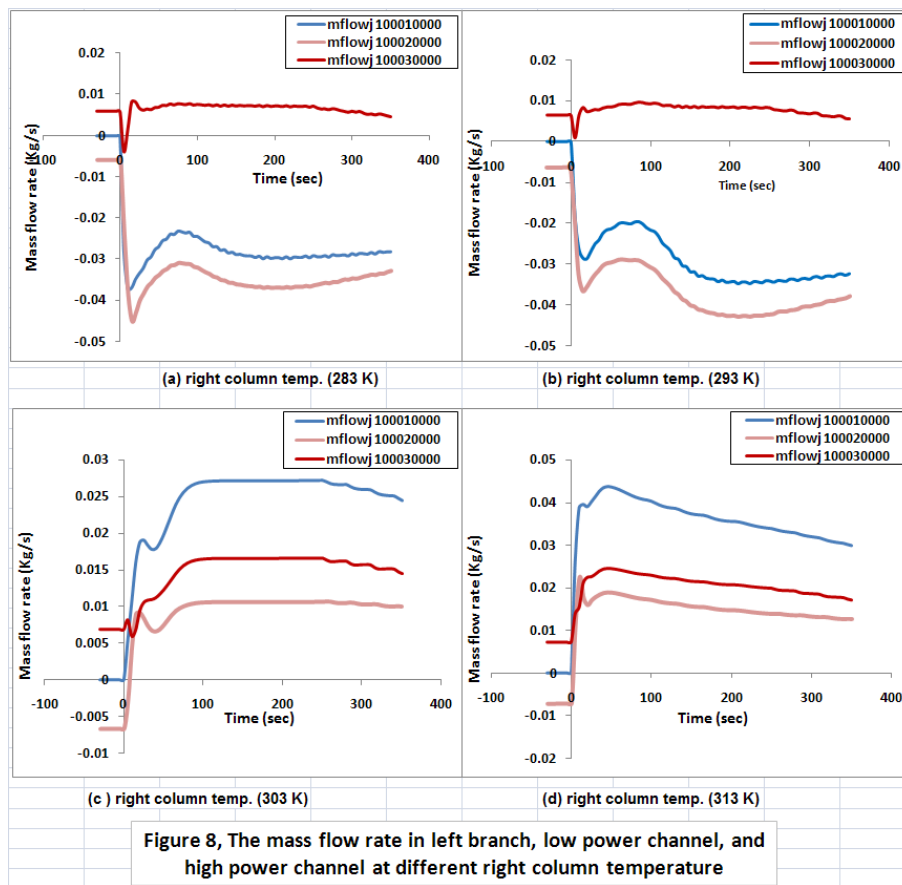 mflowj 100010000
mflowj 100020000
mflowj 100030000
0.02
0.01
0
-0.01
-0.02
-0.03
-0.04
-0.05
-100
0
100
200
300
400
Time (sec)
Mass flow rate (Kg/s)
(a) right column temp. (283 K)
mflowj 100010000
mflowj 100020000
mflowj 100030000
0.02
0.01
0
-0.01
-0.02
-0.03
-0.04
-0.05
-100
0
100
200
300
400
Time (sec)
Mass flow rate (Kg/s)
(b) right column temp. (293 K)
mflowj 100010000
mflowj 100020000
mflowj 100030000
0.03
0.025
0.02
0.015
0.01
0.005
0
-0.005
-0.01
-100
0
100
200
300
400
Time (sec)
Mass flow rate (Kg/s)
(c ) right column temp. (303 K)
mflowj 100010000
mflowj 100020000
mflowj 100030000
0.05
0.04
0.03
0.02
0.01
0
-0.01
-0.02
-100
0
100
200
300
400
Time (sec)
Mass flow rate (Kg/s)
(d) right column temp. (313 K)
Figure 8, The mass flow rate in left branch, low power channel, and
high power channel at different right column temperature